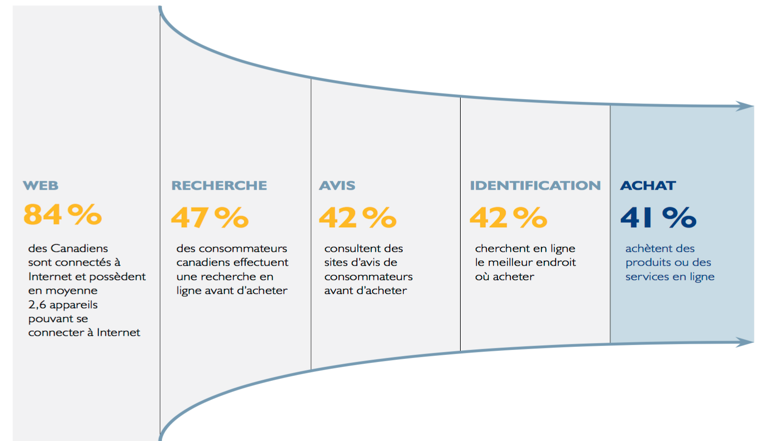 WEB
84 %
des Canadiens
sont connectés à
Internet et possèdent
en moyenne
2,6 appareils
pouvant se
connecter à Internet
RECHERCHE
47 %
des consommateurs
canadiens effectuent
une recherche en
ligne avant d'acheter
AVIS
42 %
consultent des
sites d'avis de
consommateurs
avant d'acheter
IDENTIFICATION
42 %
cherchent en ligne
le meilleur endroit
où acheter
ACHAT
41 %
achètent des
produits ou des
services en ligne